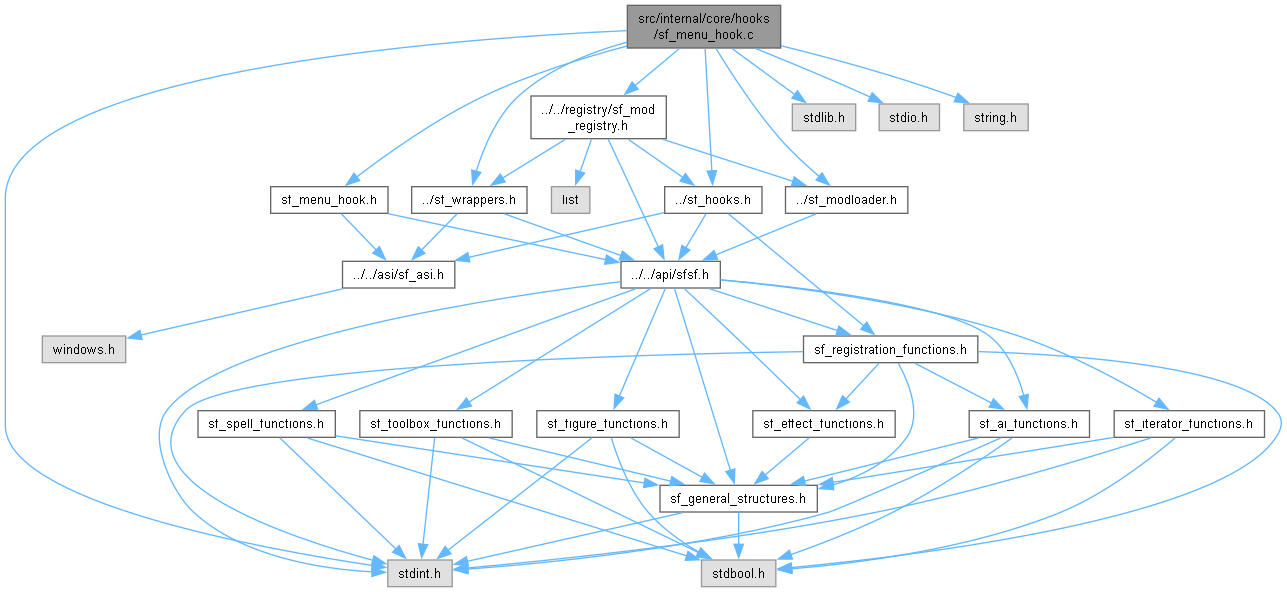 src/internal/core/hooks
/sf_menu_hook.c
../../registry/sf_mod
_registry.h
stdlib.h
stdio.h
string.h
sf_menu_hook.h
../sf_wrappers.h
list
../sf_hooks.h
../sf_modloader.h
../../asi/sf_asi.h
../../api/sfsf.h
windows.h
sf_registration_functions.h
sf_spell_functions.h
sf_toolbox_functions.h
sf_figure_functions.h
sf_effect_functions.h
sf_ai_functions.h
sf_iterator_functions.h
sf_general_structures.h
stdint.h
stdbool.h